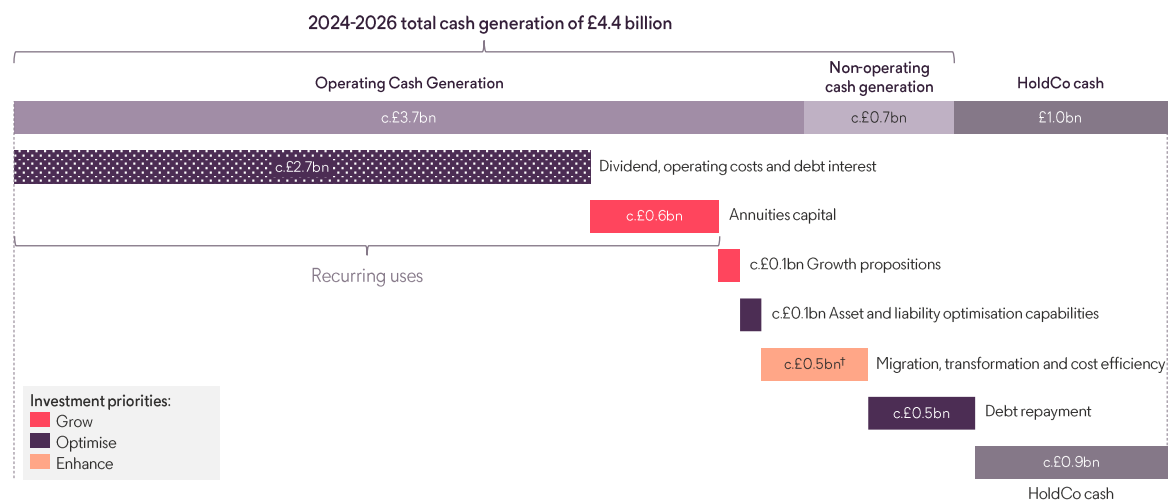 2024-2026 total cash generation of £4.4 billion
Operating Cash Generation
Non-operating
cash generation
HoldCo cash
c.£3.7bn
c.£0.7bn
£1.0bn
c.£2.7bn
Dividend, operating costs and debt interest
c.£0.6bn
Annuities capital
Recurring uses
c.£0.1bn Growth propositions
c.£0.1bn Asset and liability optimisation capabilities
c.£0.5bn†
Migration, transformation and cost efficiency
c.£0.5bn
Debt repayment
c.£0.9bn
HoldCo cash
Investment priorities:
Grow
Optimise
Enhance